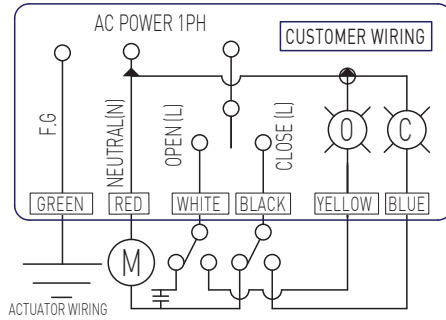 AC POWER 1PH
CUSTOMER WIRING
F.G
NEUTRAL(N)
OPEN (L)
CLOSE (L)
O
C
GREEN
RED
WHITE
BLACK
YELLOW
BLUE
M
ACTUATOR WIRING